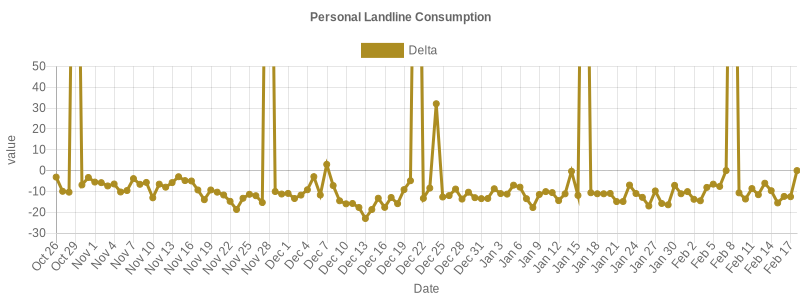 Personal Landline Consumption
Delta
value
50
40
30
20
10
0
-10
-20
-30
Oct 26
Oct 29
Nov 1
Nov 4
Nov 7
Nov 10
Nov 13
Nov 16
Nov 19
Nov 22
Nov 25
Nov 28
Dec 1
Dec 4
Dec 7
Dec 10
Dec 13
Dec 16
Dec 19
Dec 22
Dec 25
Dec 28
Dec 31
Jan 3
Jan 6
Jan 9
Jan 12
Jan 15
Jan 18
Jan 21
Jan 24
Jan 27
Jan 30
Feb 2
Feb 5
Feb 8
Feb 11
Feb 14
Feb 17
Date